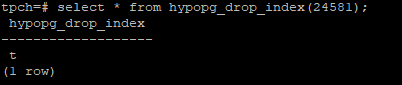 tpch=# select * from hypopg_drop_index(24581);
 hypopg_drop_index
-------------------
 t
(1 row)